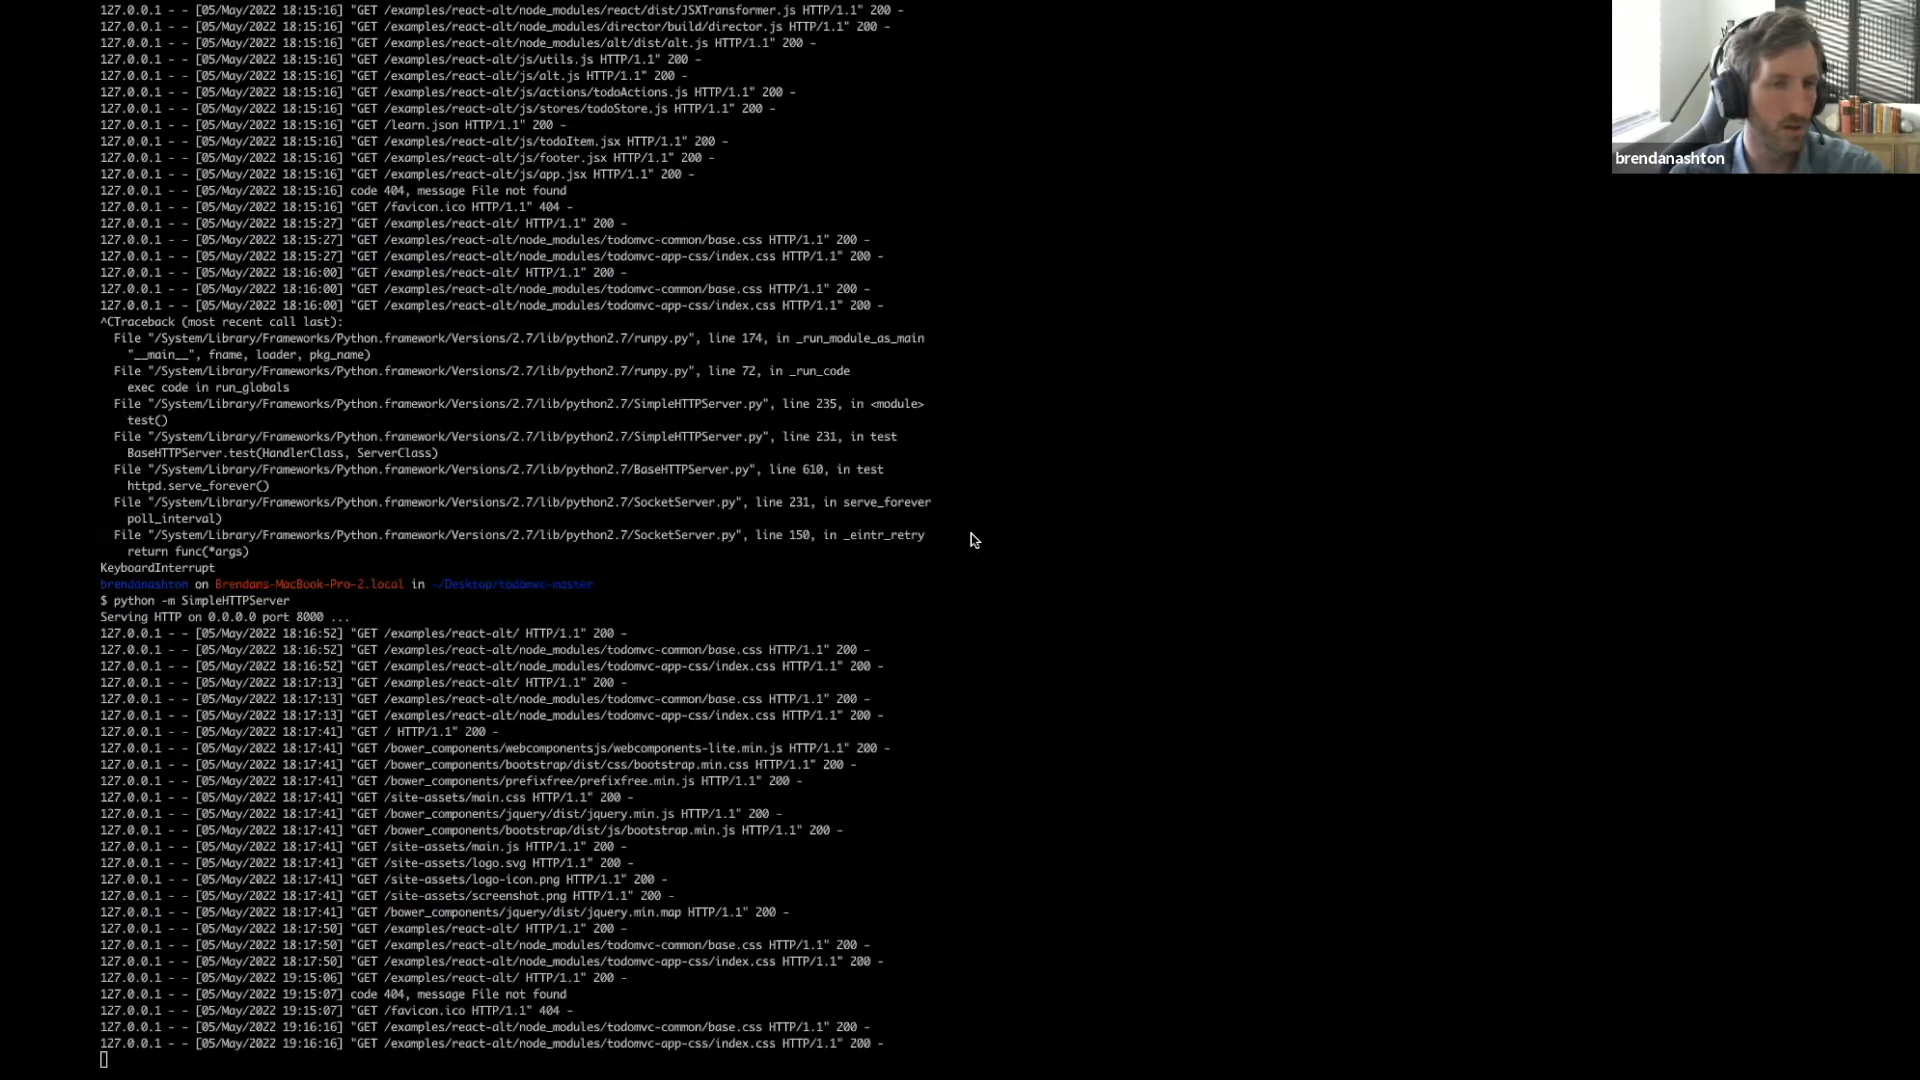 127.0.0.1 - - [05/May/2022 18:15:16] "GET /examples/react-alt/node_modules/react/dist/JSXTransformer.js HTTP/1.1" 200 -
127.0.0.1 - - [05/May/2022 18:15:16] "GET /examples/react-alt/node_modules/director/build/director.js HTTP/1.1" 200 -
127.0.0.1 - - [05/May/2022 18:15:16] "GET /examples/react-alt/node_modules/alt/dist/alt.js HTTP/1.1" 200 -
127.0.0.1 - - [05/May/2022 18:15:16] "GET /examples/react-alt/js/utils.js HTTP/1.1" 200 -
127.0.0.1 - - [05/May/2022 18:15:16] "GET /examples/react-alt/js/alt.js HTTP/1.1" 200 -
127.0.0.1 - - [05/May/2022 18:15:16] "GET /examples/react-alt/js/actions/todoActions.js HTTP/1.1" 200 -
127.0.0.1 - - [05/May/2022 18:15:16] "GET /examples/react-alt/js/stores/todoStore.js HTTP/1.1" 200 -
127.0.0.1 - - [05/May/2022 18:15:16] "GET /learn.json HTTP/1.1" 200 -
127.0.0.1 - - [05/May/2022 18:15:16] "GET /examples/react-alt/js/todoItem.jsx HTTP/1.1" 200 -
127.0.0.1 - - [05/May/2022 18:15:16] "GET /examples/react-alt/js/footer.jsx HTTP/1.1" 200 -
127.0.0.1 - - [05/May/2022 18:15:16] "GET /examples/react-alt/js/app.jsx HTTP/1.1" 200 -
127.0.0.1 - - [05/May/2022 18:15:16] code 404, message File not found
127.0.0.1 - - [05/May/2022 18:15:16] "GET /favicon.ico HTTP/1.1" 404 -
127.0.0.1 - - [05/May/2022 18:15:27] "GET /examples/react-alt/ HTTP/1.1" 200 -
127.0.0.1 - - [05/May/2022 18:15:27] "GET /examples/react-alt/node_modules/todomvc-common/base.css HTTP/1.1" 200 -
127.0.0.1 - - [05/May/2022 18:15:27] "GET /examples/react-alt/node_modules/todomvc-app-css/index.css HTTP/1.1" 200 -
127.0.0.1 - - [05/May/2022 18:16:00] "GET /examples/react-alt/ HTTP/1.1" 200 -
127.0.0.1 - - [05/May/2022 18:16:00] "GET /examples/react-alt/node_modules/todomvc-common/base.css HTTP/1.1" 200 -
127.0.0.1 - - [05/May/2022 18:16:00] "GET /examples/react-alt/node_modules/todomvc-app-css/index.css HTTP/1.1" 200 -
^CTraceback (most recent call last):
  File "/System/Library/Frameworks/Python.framework/Versions/2.7/lib/python2.7/runpy.py", line 174, in _run_module_as_main
    "__main__", fname, loader, pkg_name)
  File "/System/Library/Frameworks/Python.framework/Versions/2.7/lib/python2.7/runpy.py", line 72, in _run_code
    exec code in run_globals
  File "/System/Library/Frameworks/Python.framework/Versions/2.7/lib/python2.7/SimpleHTTPServer.py", line 235, in <module>
    test()
  File "/System/Library/Frameworks/Python.framework/Versions/2.7/lib/python2.7/SimpleHTTPServer.py", line 231, in test
    BaseHTTPServer.test(HandlerClass, ServerClass)
  File "/System/Library/Frameworks/Python.framework/Versions/2.7/lib/python2.7/BaseHTTPServer.py", line 610, in test
    httpd.serve_forever()
  File "/System/Library/Frameworks/Python.framework/Versions/2.7/lib/python2.7/SocketServer.py", line 231, in serve_forever
    poll_interval)
  File "/System/Library/Frameworks/Python.framework/Versions/2.7/lib/python2.7/SocketServer.py", line 150, in _eintr_retry
    return func(*args)
KeyboardInterrupt
brendanashton on Brendans-MacBook-Pro-2.local in ~/Desktop/todomvc-master
$ python -m SimpleHTTPServer
Serving HTTP on 0.0.0.0 port 8000 ...
127.0.0.1 - - [05/May/2022 18:16:52] "GET /examples/react-alt/ HTTP/1.1" 200 -
127.0.0.1 - - [05/May/2022 18:16:52] "GET /examples/react-alt/node_modules/todomvc-common/base.css HTTP/1.1" 200 -
127.0.0.1 - - [05/May/2022 18:16:52] "GET /examples/react-alt/node_modules/todomvc-app-css/index.css HTTP/1.1" 200 -
127.0.0.1 - - [05/May/2022 18:17:13] "GET /examples/react-alt/ HTTP/1.1" 200 -
127.0.0.1 - - [05/May/2022 18:17:13] "GET /examples/react-alt/node_modules/todomvc-common/base.css HTTP/1.1" 200 -
127.0.0.1 - - [05/May/2022 18:17:13] "GET /examples/react-alt/node_modules/todomvc-app-css/index.css HTTP/1.1" 200 -
127.0.0.1 - - [05/May/2022 18:17:41] "GET / HTTP/1.1" 200 -
127.0.0.1 - - [05/May/2022 18:17:41] "GET /bower_components/webcomponentsjs/webcomponents-lite.min.js HTTP/1.1" 200 -
127.0.0.1 - - [05/May/2022 18:17:41] "GET /bower_components/bootstrap/dist/css/bootstrap.min.css HTTP/1.1" 200 -
127.0.0.1 - - [05/May/2022 18:17:41] "GET /bower_components/prefixfree/prefixfree.min.js HTTP/1.1" 200 -
127.0.0.1 - - [05/May/2022 18:17:41] "GET /site-assets/main.css HTTP/1.1" 200 -
127.0.0.1 - - [05/May/2022 18:17:41] "GET /bower_components/jquery/dist/jquery.min.js HTTP/1.1" 200 -
127.0.0.1 - - [05/May/2022 18:17:41] "GET /bower_components/bootstrap/dist/js/bootstrap.min.js HTTP/1.1" 200 -
127.0.0.1 - - [05/May/2022 18:17:41] "GET /site-assets/main.js HTTP/1.1" 200 -
127.0.0.1 - - [05/May/2022 18:17:41] "GET /site-assets/logo.svg HTTP/1.1" 200 -
127.0.0.1 - - [05/May/2022 18:17:41] "GET /site-assets/logo-icon.png HTTP/1.1" 200 -
127.0.0.1 - - [05/May/2022 18:17:41] "GET /site-assets/screenshot.png HTTP/1.1" 200 -
127.0.0.1 - - [05/May/2022 18:17:41] "GET /bower_components/jquery/dist/jquery.min.map HTTP/1.1" 200 -
127.0.0.1 - - [05/May/2022 18:17:50] "GET /examples/react-alt/ HTTP/1.1" 200 -
127.0.0.1 - - [05/May/2022 18:17:50] "GET /examples/react-alt/node_modules/todomvc-common/base.css HTTP/1.1" 200 -
127.0.0.1 - - [05/May/2022 18:17:50] "GET /examples/react-alt/node_modules/todomvc-app-css/index.css HTTP/1.1" 200 -
127.0.0.1 - - [05/May/2022 19:15:06] "GET /examples/react-alt/ HTTP/1.1" 200 -
127.0.0.1 - - [05/May/2022 19:15:07] code 404, message File not found
127.0.0.1 - - [05/May/2022 19:15:07] "GET /favicon.ico HTTP/1.1" 404 -
127.0.0.1 - - [05/May/2022 19:16:16] "GET /examples/react-alt/node_modules/todomvc-common/base.css HTTP/1.1" 200 -
127.0.0.1 - - [05/May/2022 19:16:16] "GET /examples/react-alt/node_modules/todomvc-app-css/index.css HTTP/1.1" 200 -
brendanashton